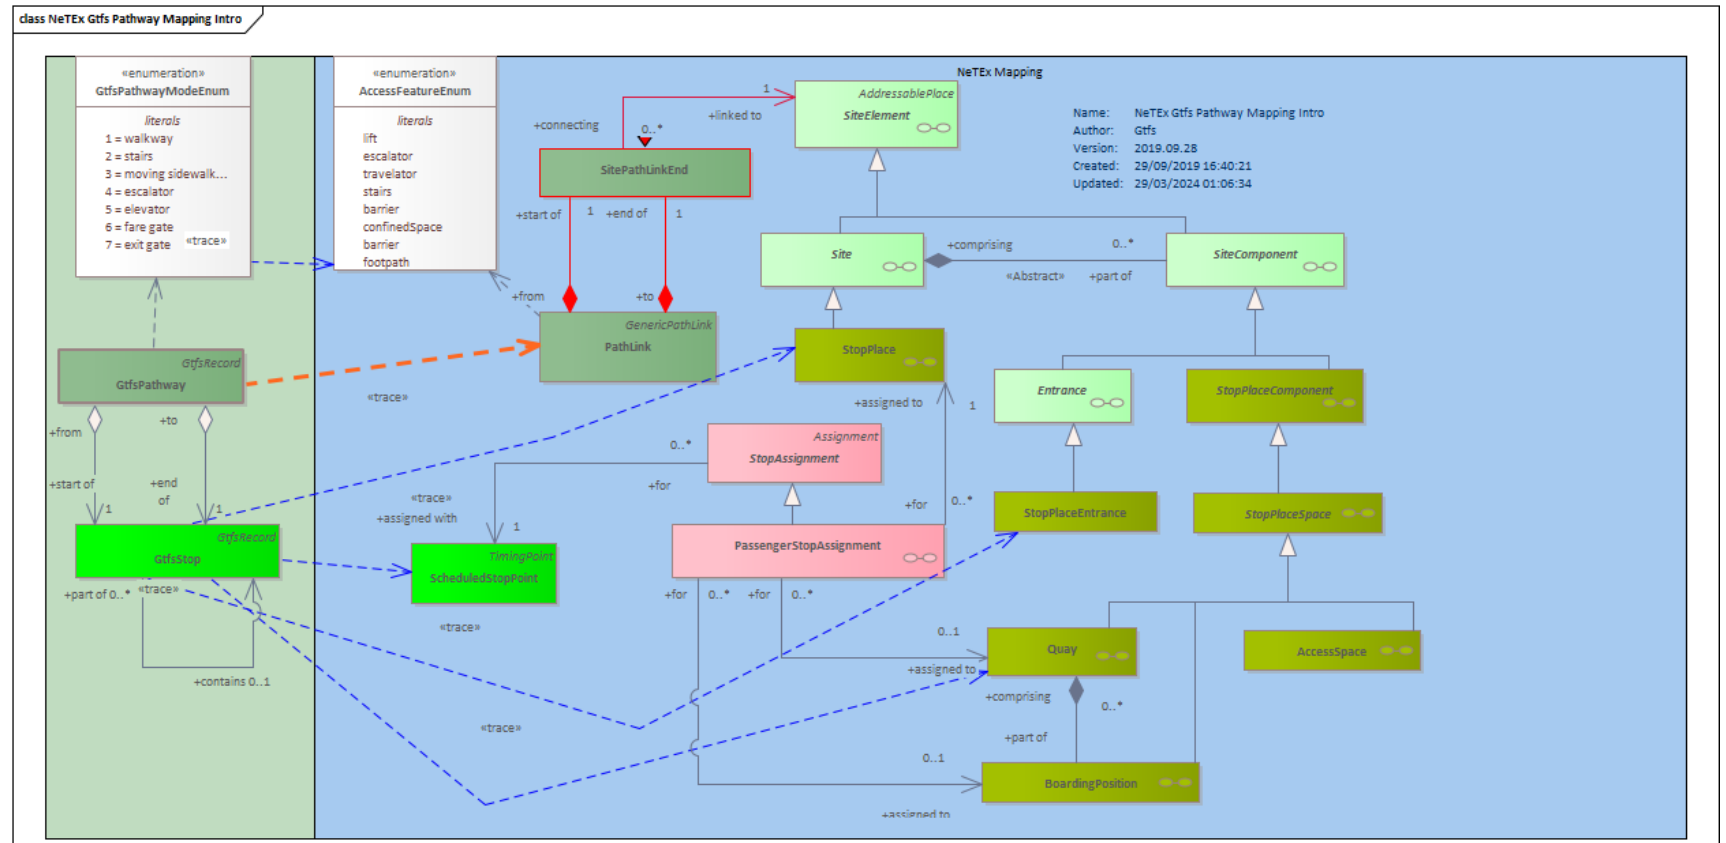 class NeTEx Gtfs Pathway Mapping Intro
«enumeration»
GtfsPathwayModeEnum
literals
1 = walkway
2 = stairs
3 = moving sidewalk...
4 = escalator
5 = elevator
6 = fare gate
7 = exit gate
«trace»
«enumeration»
AccessFeatureEnum
literals
lift
escalator
travelator
stairs
barrier
confinedSpace
barrier
footpath
NeTEx Mapping
Name: NeTEx Gtfs Pathway Mapping Intro
Author: Gtfs
Version: 2019.09.28
Created: 29/09/2019 16:40:21
Updated: 29/03/2024 01:06:34
AddressablePlace
SiteElement
1
+linked to
+connecting
0..*
SitePathLinkEnd
+start of
1
+end of
1
+from
+to
GenericPathLink
PathLink
Site
+comprising
0..*
«Abstract»
+part of
SiteComponent
StopPlace
Entrance
StopPlaceComponent
GtfsRecord
GtfsPathway
«trace»
+from
+to
+start of
+end
of
1
1
+assigned to
1
Assignment
StopAssignment
0..*
+for
«trace»
+assigned with
1
+for
0..*
StopPlaceEntrance
StopPlaceSpace
GtfsRecord
GtfsStop
TimingPoint
ScheduledStopPoint
PassengerStopAssignment
+part of 0..*
«trace»
+contains 0..1
«trace»
+for
0..*
+for
0..*
0..1
+assigned to
Quay
AccessSpace
+comprising
0..*
«trace»
+part of
0..1
BoardingPosition
+assigned to